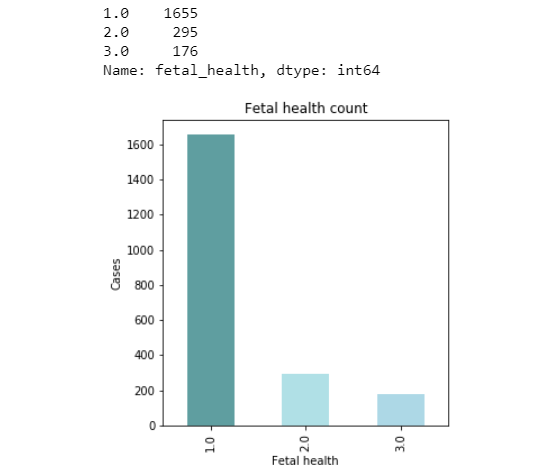 1.0 1655
2.0 295
3.0 176
Name: fetal_health, dtype: int64
Fetal health count
1600
1400
1200
1000
800
600
400
200
0
Cases
1.0 2.0 3.0
Fetal health